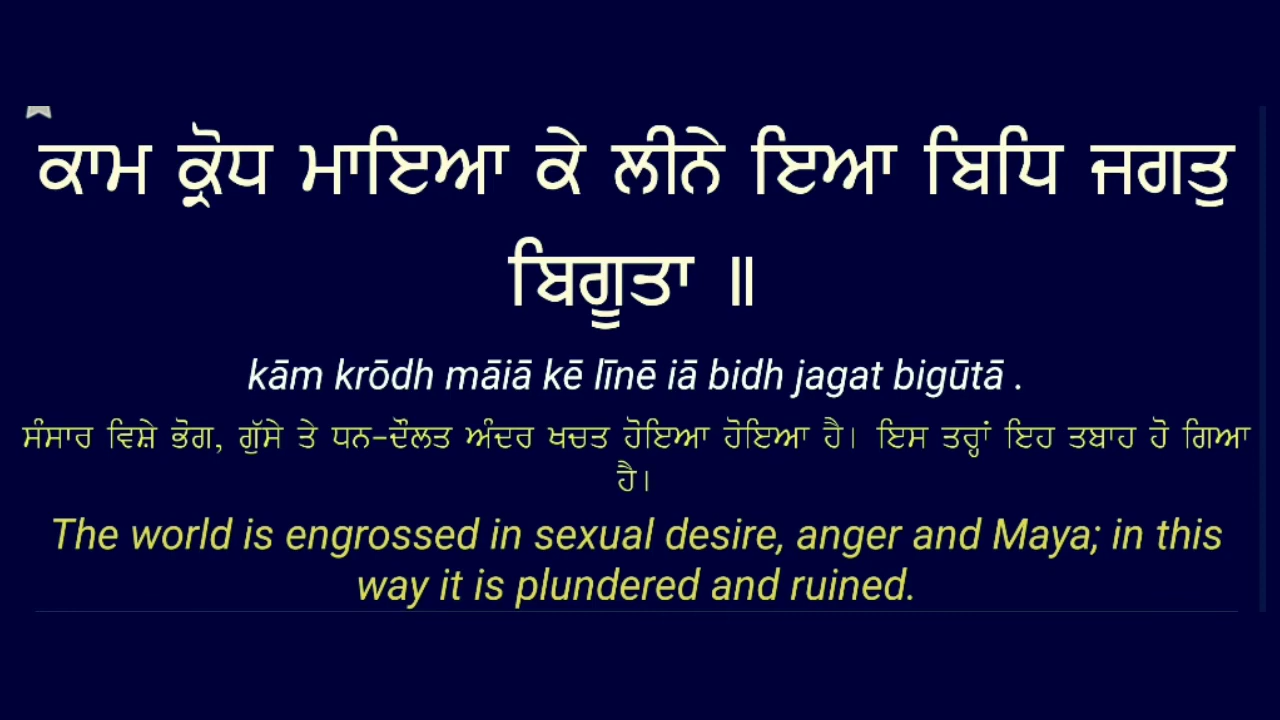 ਕਾਮ ਕ੍ਰੋਧ ਮਾਇਆ ਕੇ ਲੀਨੇ ਇਆ ਬਿਧਿ ਜਗਤੁ
ਬਿਗੂਤਾ ॥
kām krōdh māiā kē līnē iā bidh jagat bigūtā .
ਸੰਸਾਰ ਵਿਸ਼ੇ ਭੋਗ, ਗੁੱਸੇ ਤੇ ਧਨ-ਦੌਲਤ ਅੰਦਰ ਖਚਤ ਹੋਇਆ ਹੋਇਆ ਹੈ। ਇਸ ਤਰ੍ਹਾਂ ਇਹ ਤਬਾਹ ਹੋ ਗਿਆ
ਹੈ।
The world is engrossed in sexual desire, anger and Maya; in this
way it is plundered and ruined.